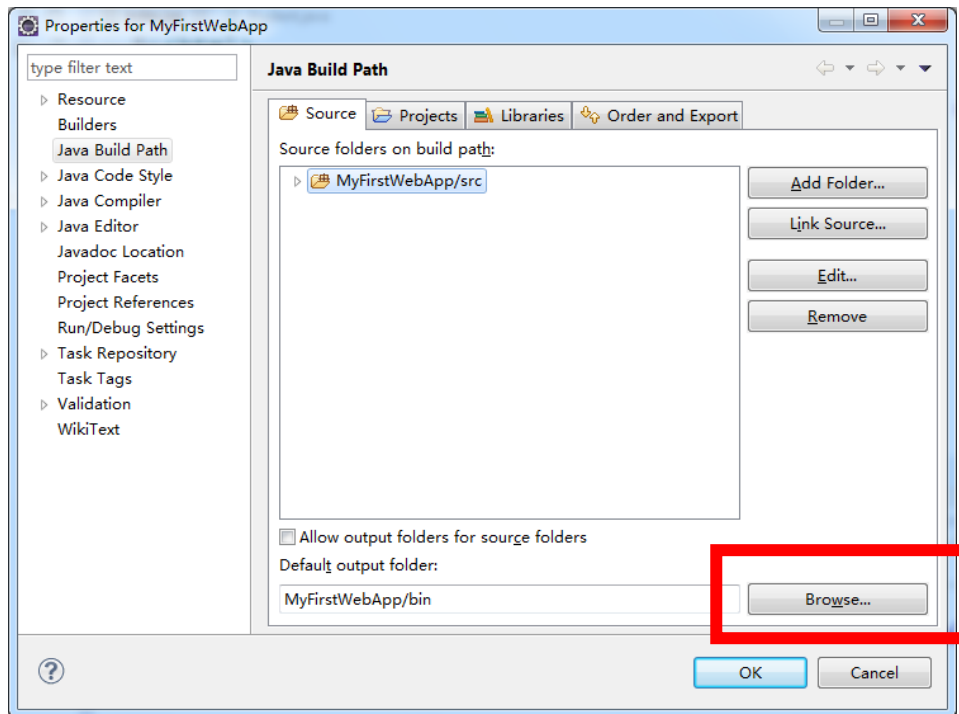 Properties for MyFirstWebApp
type filter text
Java Build Path
Resource
Builders
Java Build Path
Java Code Style
Java Compiler
Java Editor
Javadoc Location
Project Facets
Project References
Run/Debug Settings
Task Repository
Task Tags
Validation
WikiText
Source Projects Libraries Order and Export
Source folders on build path:
MyFirstWebApp/src
Add Folder...
Link Source...
Edit...
Remove
Allow output folders for source folders
Default output folder:
MyFirstWebApp/bin
Browse...
OK Cancel